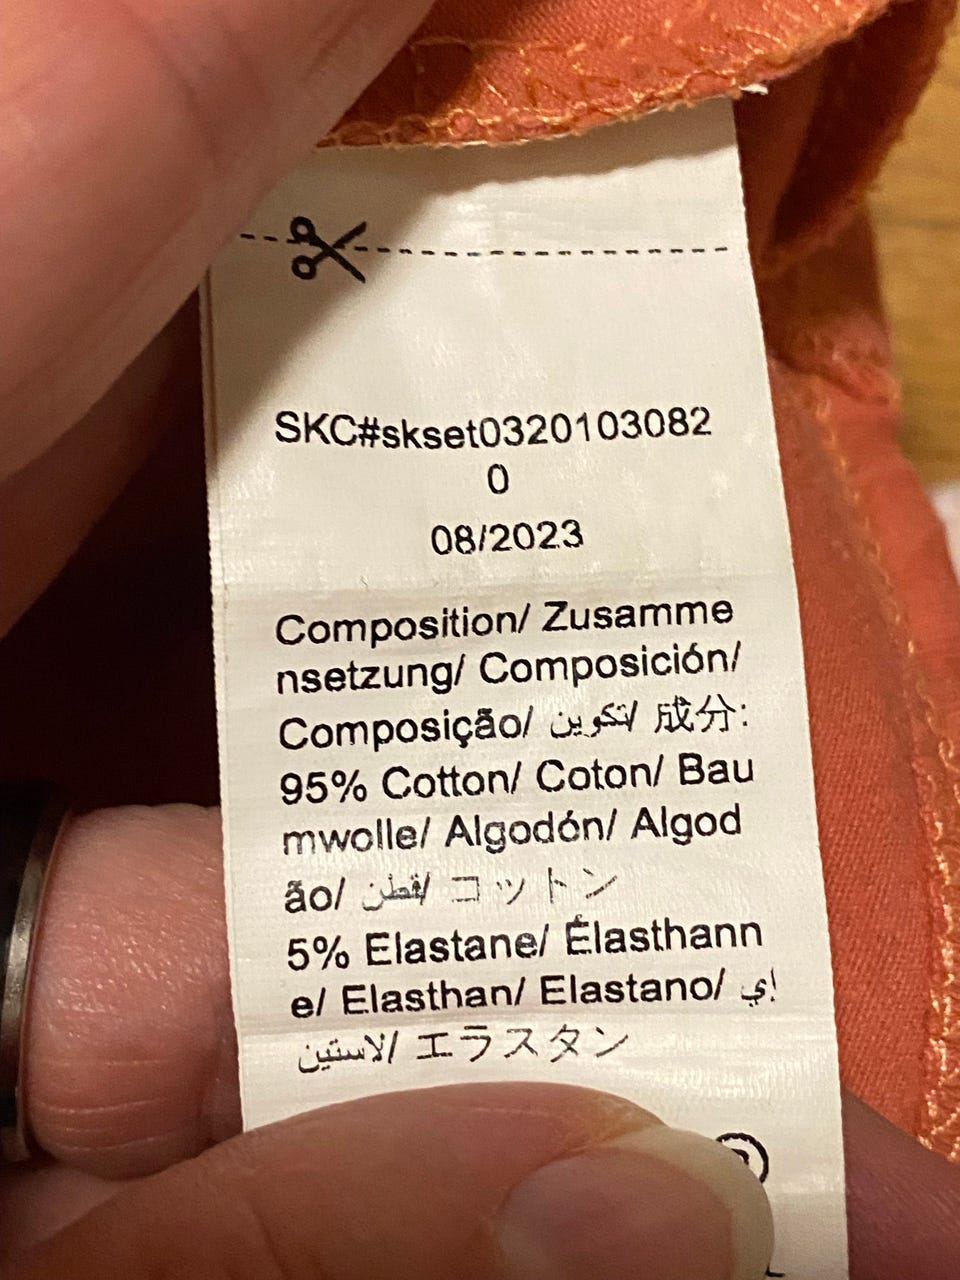 SKC#skset0320103082
0
08/2023
Composition/ Zusamme
nsetzung/ Composición/
Composição/ تكوين/ 成分:
95% Cotton/ Coton/ Bau
mwolle/ Algodón/ Algod
ão/ قطن/ コットン
5% Elastane/ Élasthann
e/ Elasthan/ Elastano/ إي
لاستين/ エラスタン